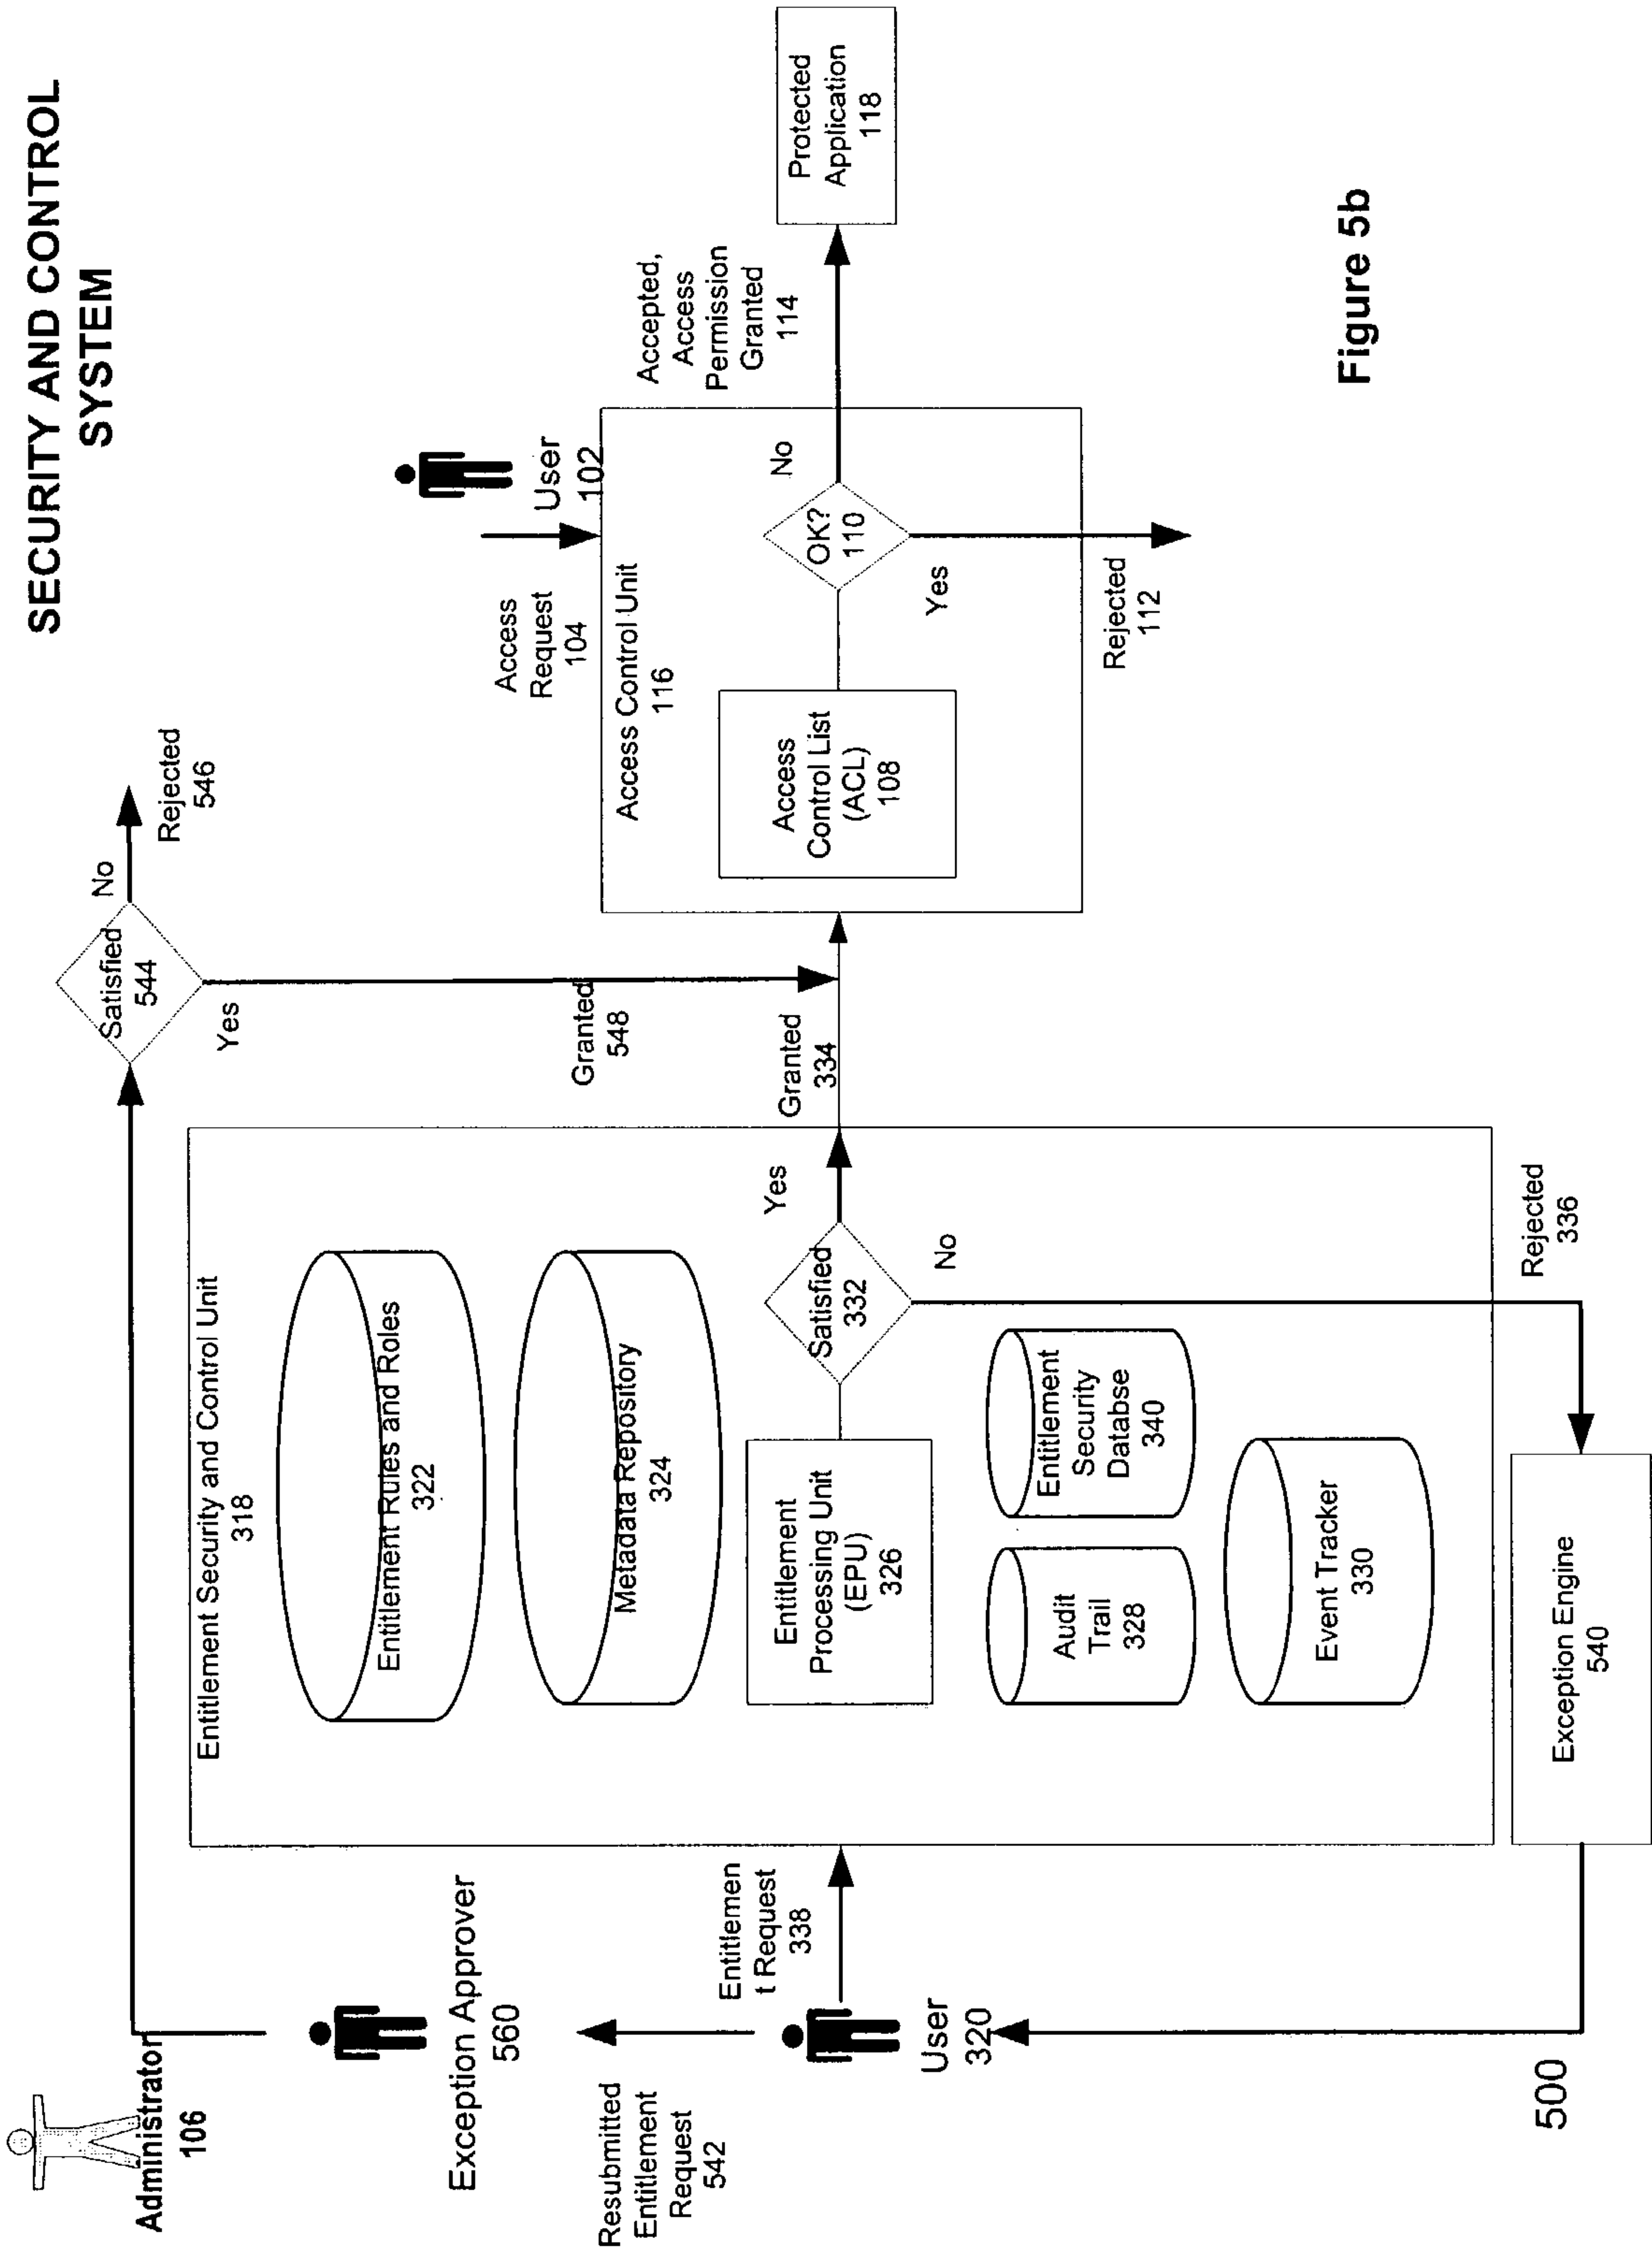 SECURITY AND CONTROL
SYSTEM
Administrator
106
Exception Approver
560
Resubmitted
Entitlement
Request
542
User
320
Entitlemen
t Request
338
500
Entitlement Security and Control Unit
318
Entitlement Rules and Roles
322
Metadata Repository
324
Entitlement
Processing Unit
(EPU)
326
Satisfied
332
Yes
No
Audit
Trail
328
Entitlement
Security
Databse
340
Event Tracker
330
Exception Engine
540
Rejected
336
Granted
334
Satisfied
544
No
Yes
Rejected
546
Granted
548
Access
Request
104
User
102
Access Control Unit
116
Access
Control List
(ACL)
108
OK?
110
No
Yes
Rejected
112
Accepted,
Access
Permission
Granted
114
Protected
Application
118
Figure 5b